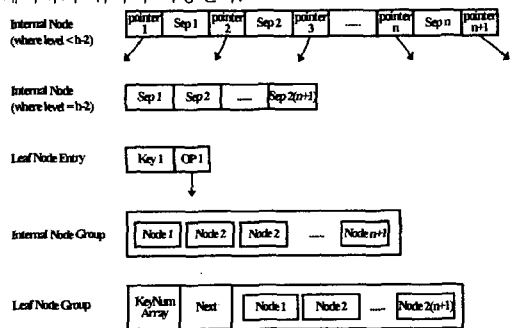 Internal Node
(where level < h-2)
pointer 1 Sep 1 pointer 2 Sep 2 pointer 3 ...... pointer n Sep n pointer n+1
Internal Node
(where level = h-2)
Sep 1 Sep 2 ...... Sep 2(n+1)
Leaf Node Entry
Key 1 OP 1
Internal Node Group
Node 1 Node 2 Node 2 ...... Node n+1
Leaf Node Group
KeyNum Array Next Node 1 Node 2 ...... Node 2(n+1)